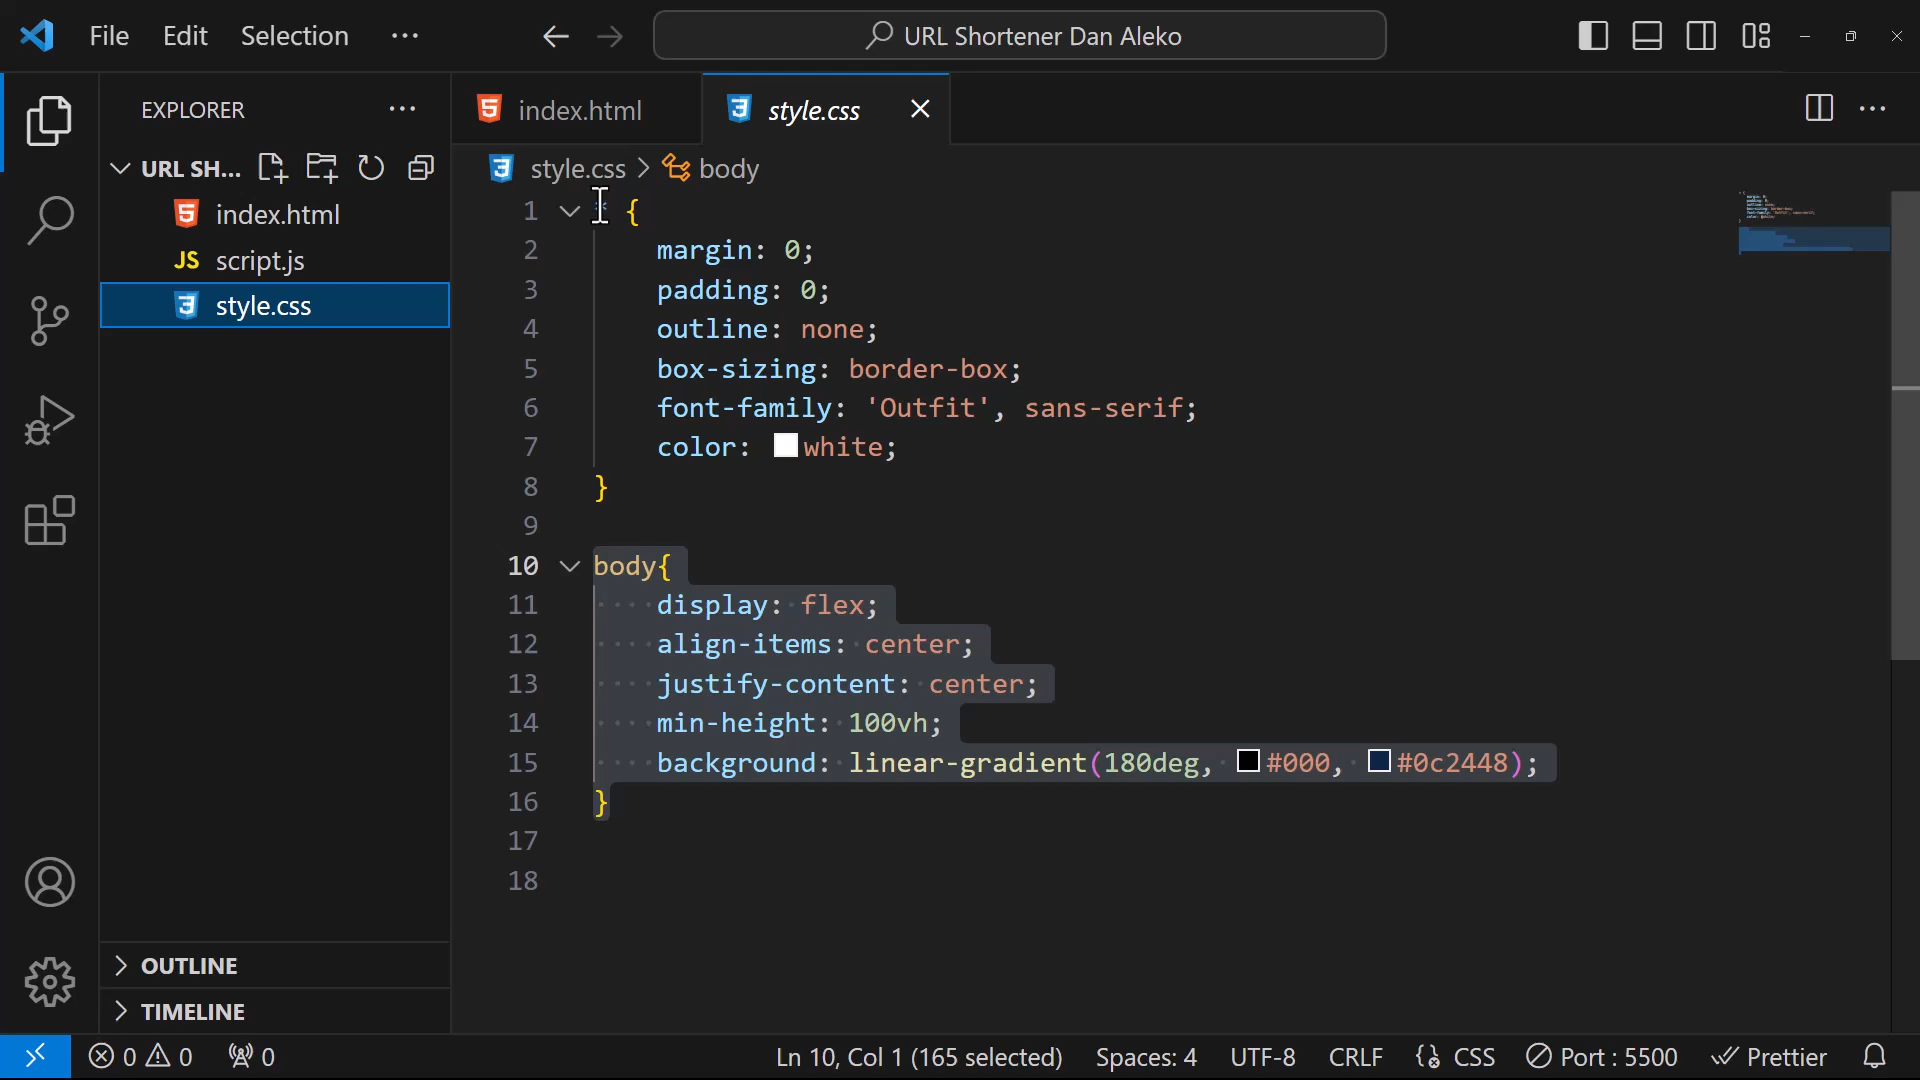 File Edit Selection ··· URL Shortener Dan Aleko
EXPLORER ···
URL SH...
index.html
script.js
style.css
OUTLINE
TIMELINE
index.html style.css
style.css > body
1 * {
2 margin: 0;
3 padding: 0;
4 outline: none;
5 box-sizing: border-box;
6 font-family: 'Outfit', sans-serif;
7 color: white;
8 }
9
10 body{
11 display: flex;
12 align-items: center;
13 justify-content: center;
14 min-height: 100vh;
15 background: linear-gradient(180deg, #000, #0c2448);
16 }
17
18
0 0 0 Ln 10, Col 1 (165 selected) Spaces: 4 UTF-8 CRLF CSS Port : 5500 Prettier